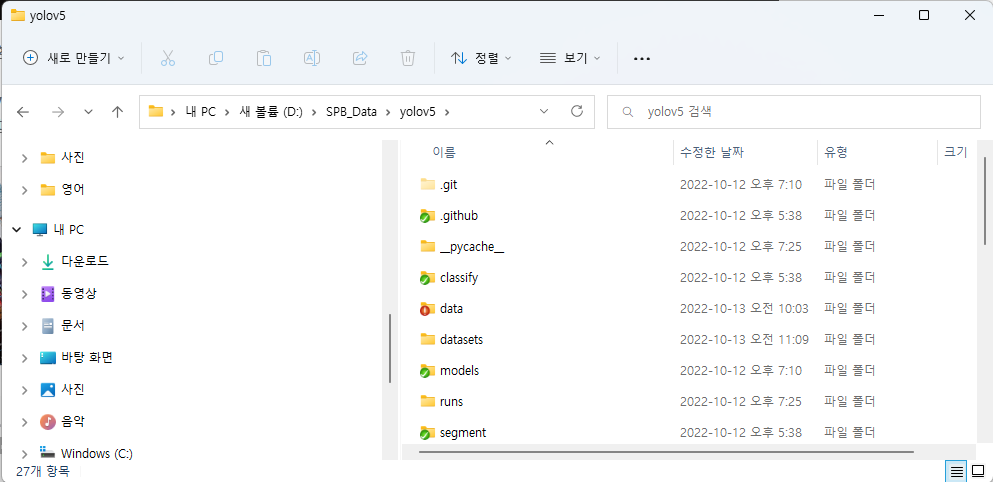 yolov5
새로 만들기 정렬 보기
내 PC 새 볼륨 (D:) SPB_Data yolov5 yolov5 검색
사진
영어
내 PC
다운로드
동영상
문서
바탕 화면
사진
음악
Windows (C:)
이름 수정한 날짜 유형 크기
.git 2022-10-12 오후 7:10 파일 폴더
.github 2022-10-12 오후 5:38 파일 폴더
__pycache__ 2022-10-12 오후 7:25 파일 폴더
classify 2022-10-12 오후 5:38 파일 폴더
data 2022-10-13 오전 10:03 파일 폴더
datasets 2022-10-13 오전 11:09 파일 폴더
models 2022-10-12 오후 7:10 파일 폴더
runs 2022-10-12 오후 7:25 파일 폴더
segment 2022-10-12 오후 5:38 파일 폴더
27개 항목